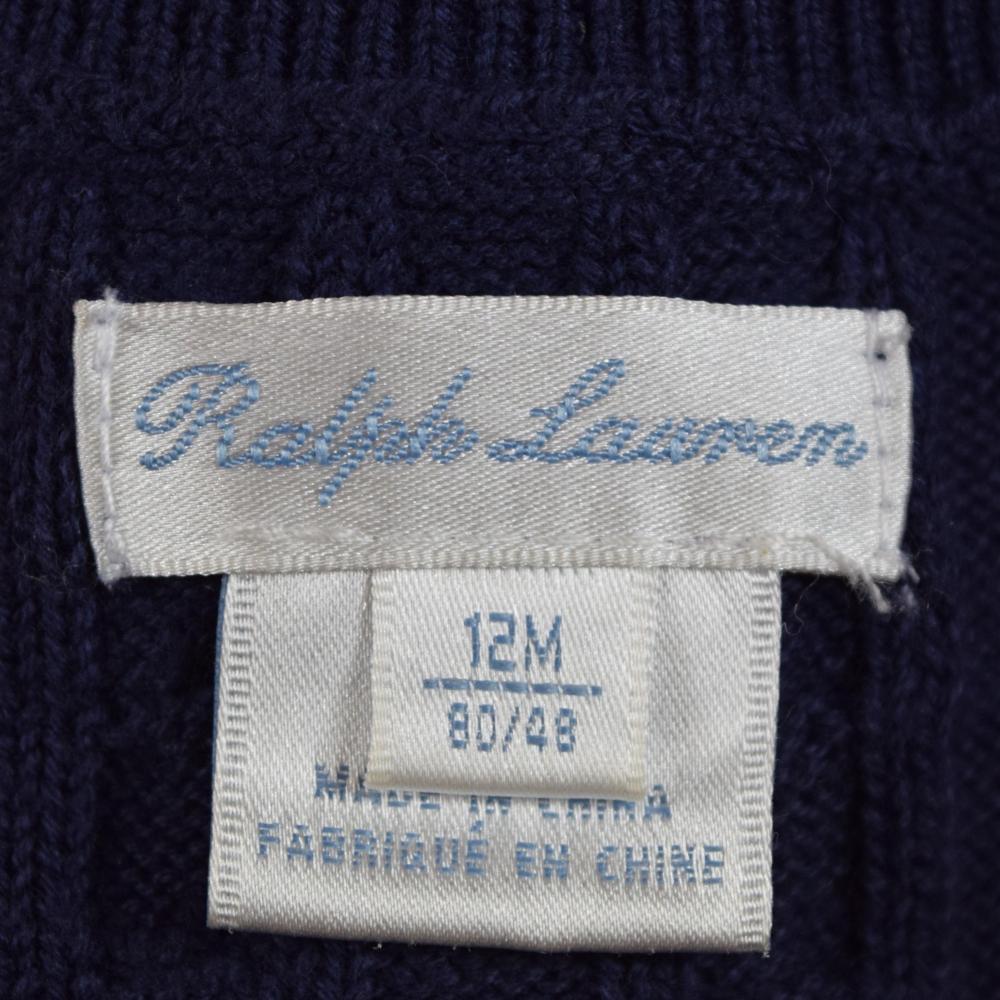 Ralph Lauren
12M
80/48
MADE IN CHINA
FABRIQUÉ EN CHINE